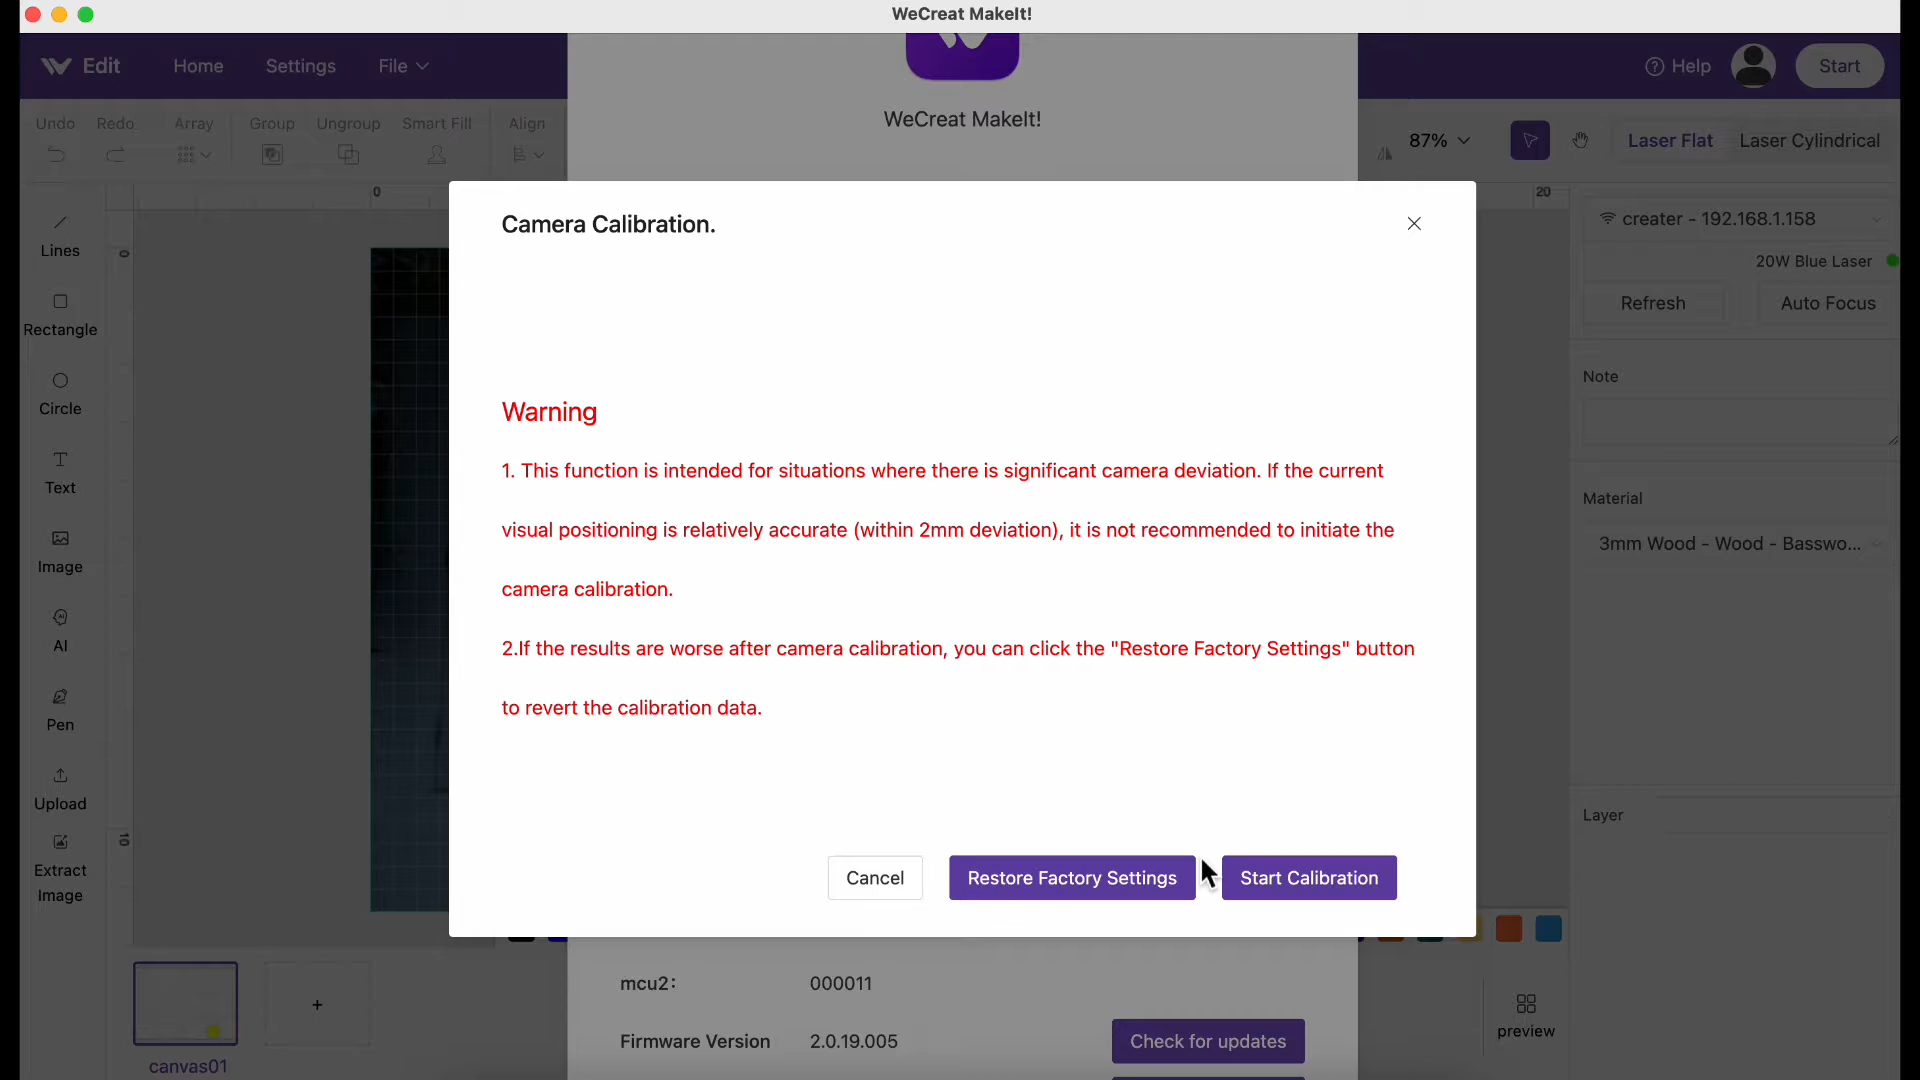 WeCreat MakeIt!
Edit
Home
Settings
File
Help
Start
WeCreat MakeIt!
Undo
Redo
Array
Group
Ungroup
Smart Fill
Align
87%
Laser Flat
Laser Cylindrical
0
20
Camera Calibration.
creater - 192.168.1.158
20W Blue Laser
Refresh
Auto Focus
Lines
0
Rectangle
Circle
Text
Image
AI
Pen
Upload
10
Extract
Image
Warning
1. This function is intended for situations where there is significant camera deviation. If the current
visual positioning is relatively accurate (within 2mm deviation), it is not recommended to initiate the
camera calibration.
2.If the results are worse after camera calibration, you can click the "Restore Factory Settings" button
to revert the calibration data.
Cancel
Restore Factory Settings
Start Calibration
Note
Material
3mm Wood - Wood - Basswo...
Layer
+
canvas01
mcu2:
000011
Firmware Version
2.0.19.005
Check for updates
preview